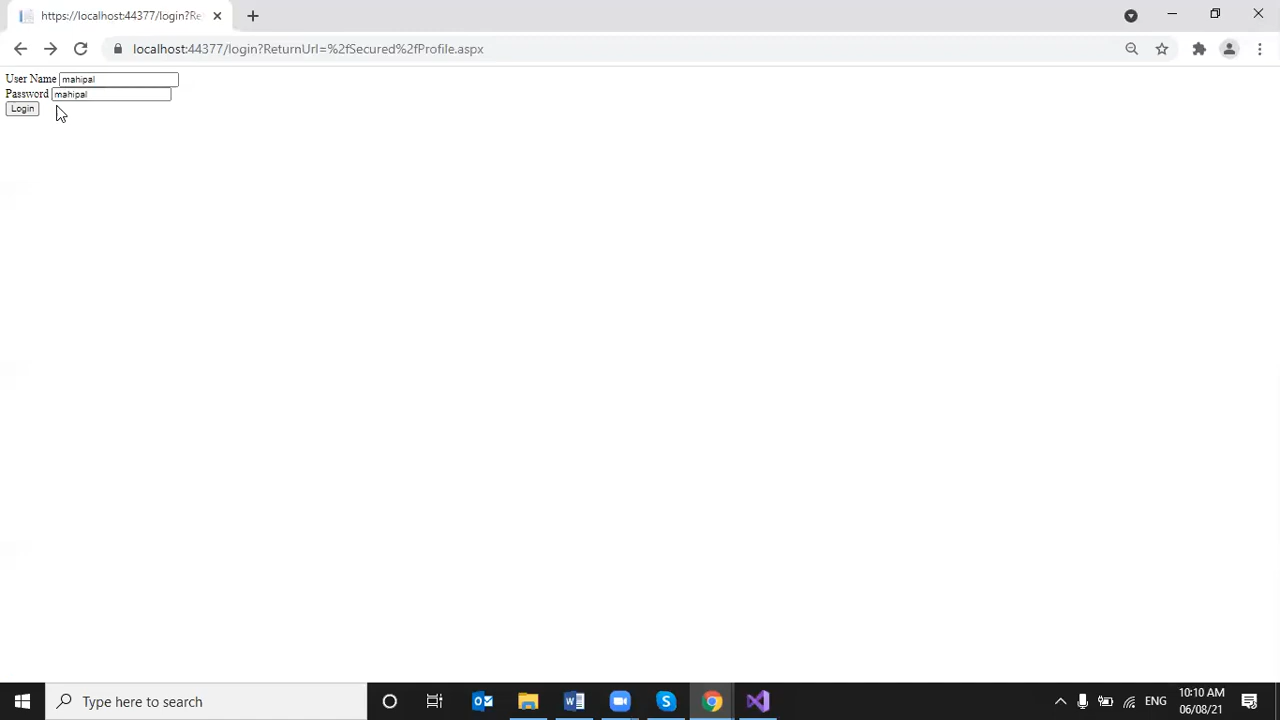 https://localhost:44377/login?Re
localhost:44377/login?ReturnUrl=%2fSecured%2fProfile.aspx
User Name mahipal
Password mahipal
Login
Type here to search
ENG
10:10 AM
06/08/21